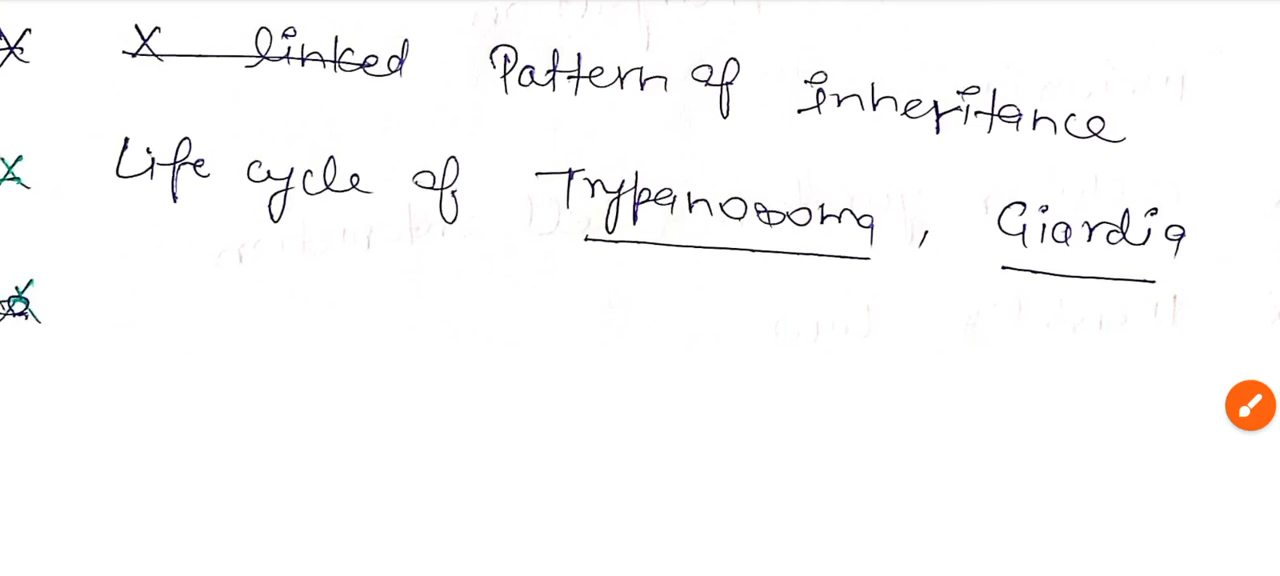 X linked Pattern of inheritance
Life cycle of Trypanosoma, Giardia